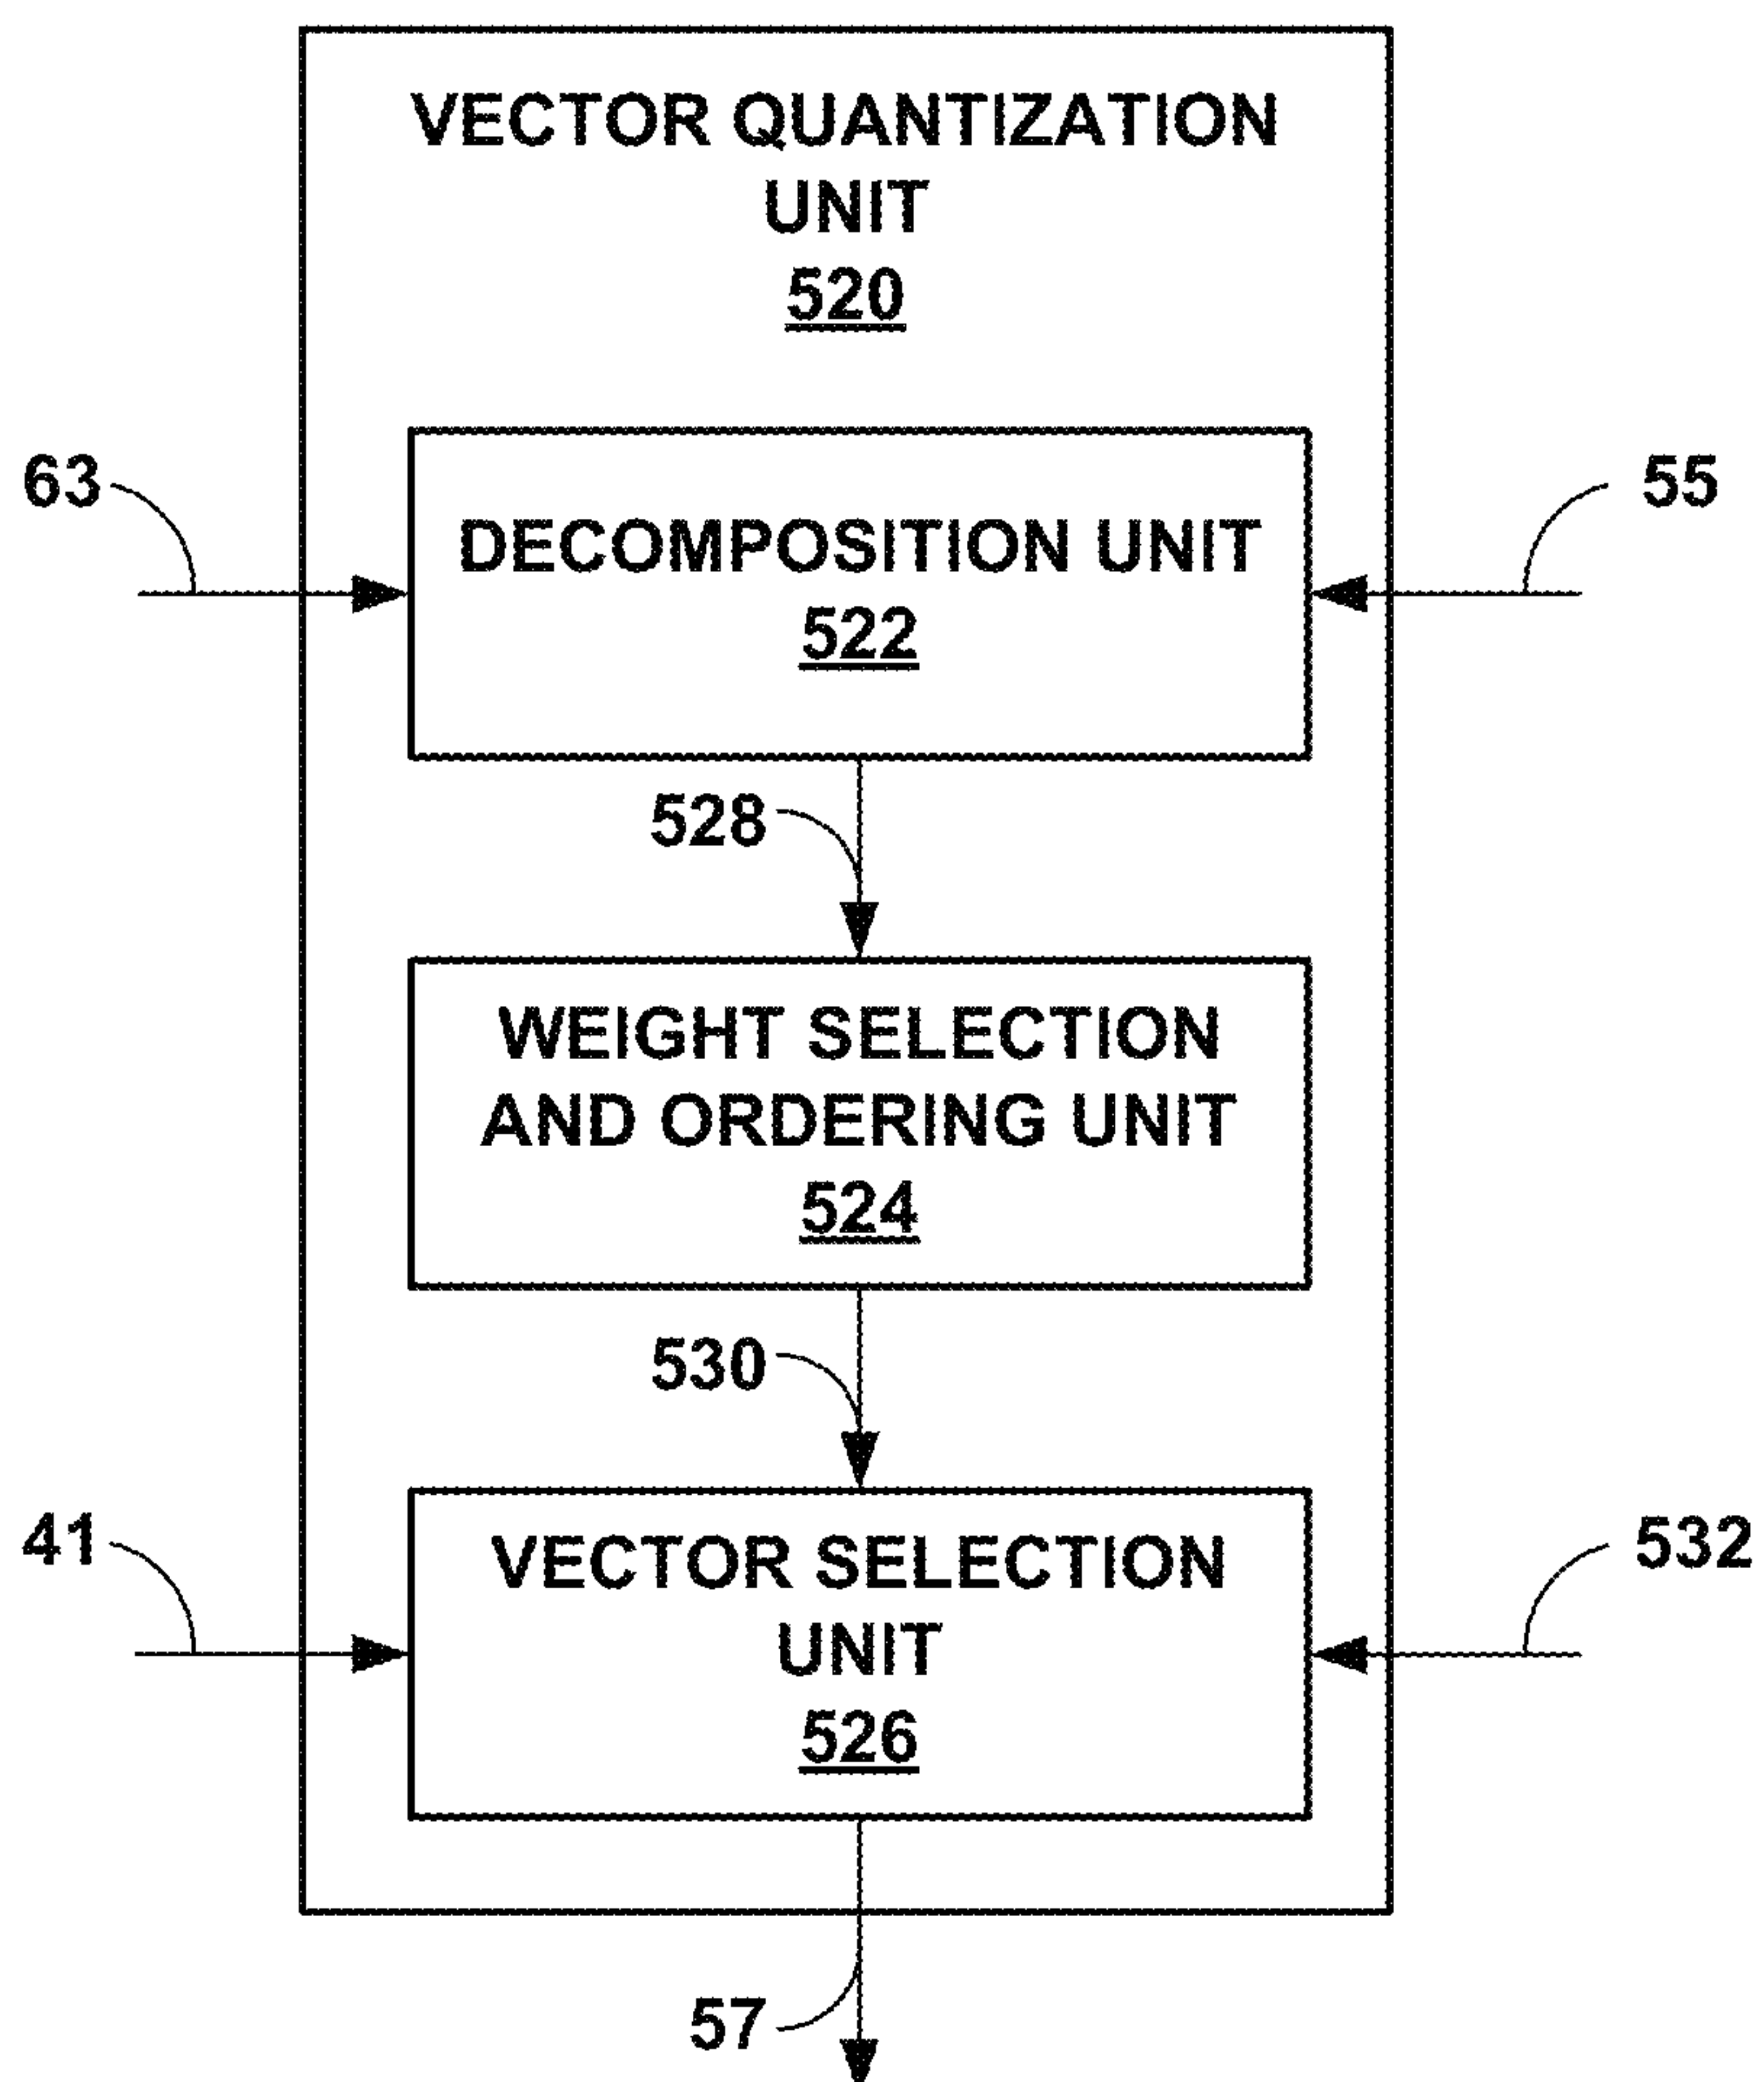 VECTOR QUANTIZATION
UNIT
520
63
55
DECOMPOSITION UNIT
522
528
WEIGHT SELECTION
AND ORDERING UNIT
524
530
41
532
VECTOR SELECTION
UNIT
526
57